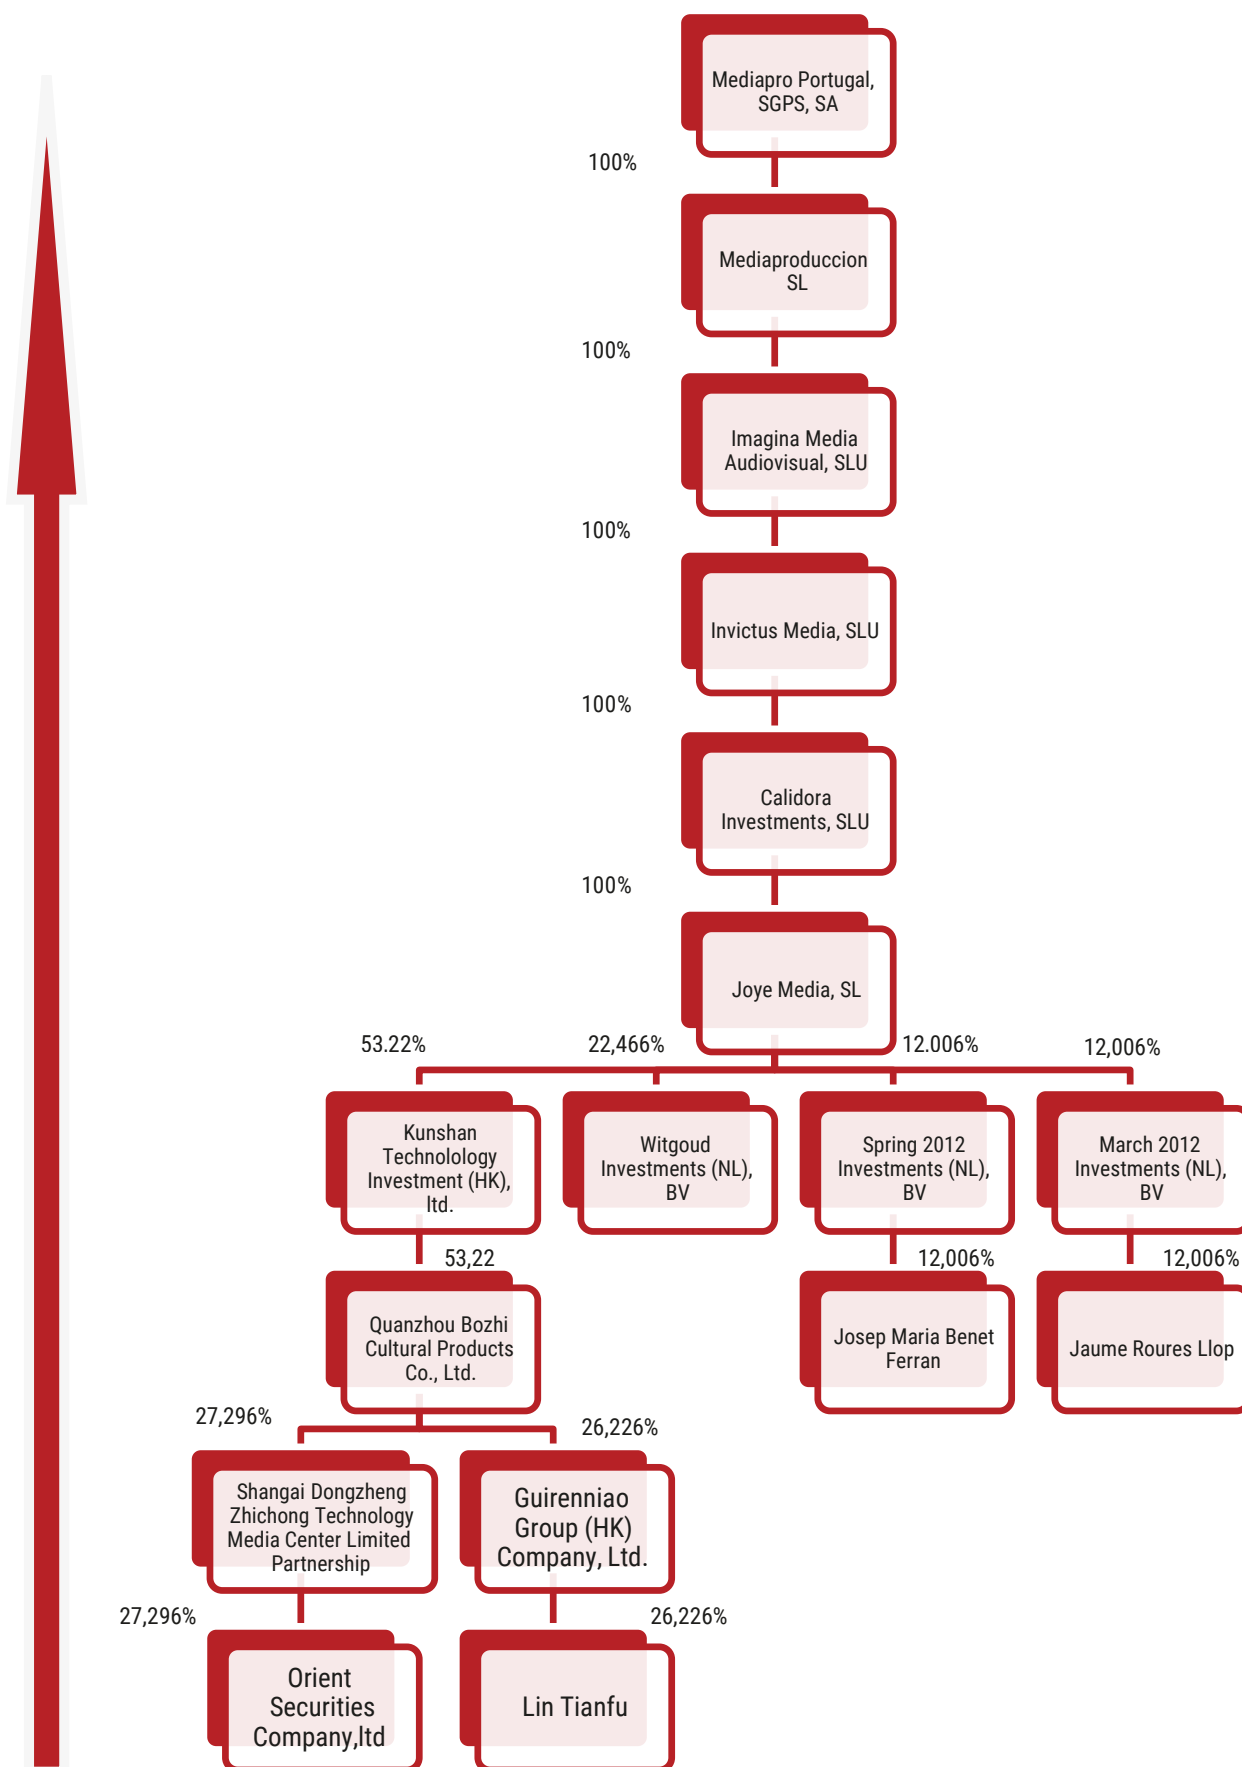 Mediapro Portugal,
SGPS, SA
100%
Mediaproduccion
SL
100%
Imagina Media
Audiovisual, SLU
100%
Invictus Media, SLU
100%
Calidora
Investments, SLU
100%
Joye Media, SL
53.22%
22,466%
12.006%
12,006%
Kunshan
Technolology
Investment (HK),
ltd.
Witgoud
Investments (NL),
BV
Spring 2012
Investments (NL),
BV
March 2012
Investments (NL),
BV
53,22
12,006%
12,006%
Quanzhou Bozhi
Cultural Products
Co., Ltd.
Josep Maria Benet
Ferran
Jaume Roures Llop
27,296%
26,226%
Shangai Dongzheng
Zhichong Technology
Media Center Limited
Partnership
Guirenniao
Group (HK)
Company, Ltd.
27,296%
26,226%
Orient
Securities
Company,ltd
Lin Tianfu